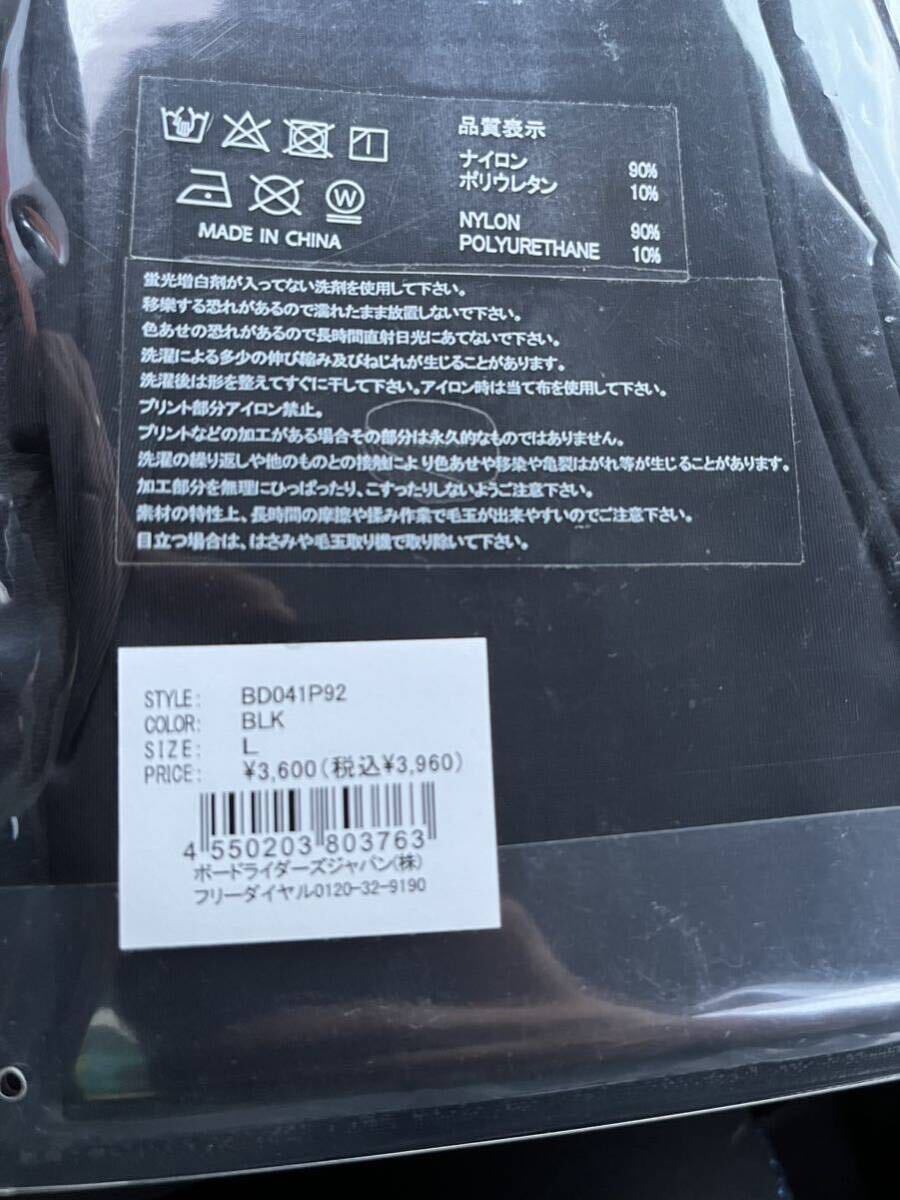 品質表示
ナイロン 90%
ポリウレタン 10%
NYLON 90%
POLYURETHANE 10%
W
MADE IN CHINA
蛍光増白剤が入ってない洗剤を使用して下さい。
移染する恐れがあるので濡れたまま放置しないで下さい。
色あせの恐れがあるので長時間直射日光にあてないで下さい。
洗濯による多少の伸び縮み及びねじれが生じることがあります。
洗濯後は形を整えてすぐに干して下さい。アイロン時は当て布を使用して下さい。
プリント部分アイロン禁止。
プリントなどの加工がある場合その部分は永久的なものではありません。
洗濯の繰り返しや他のものとの接触により色あせや移染や亀裂はがれ等が生じることがあります。
加工部分を無理にひっぱったり、こすったりしないようご注意下さい。
素材の特性上、長時間の摩擦や揉み作業で毛玉が出来やすいのでご注意下さい。
目立つ場合は、はさみや毛玉取り機で取り除いて下さい。
STYLE: BD041P92
COLOR: BLK
SIZE: L
PRICE: ¥3,600(税込¥3,960)
4 550203 803763
ボードライダーズジャパン(株)
フリーダイヤル0120-32-9190